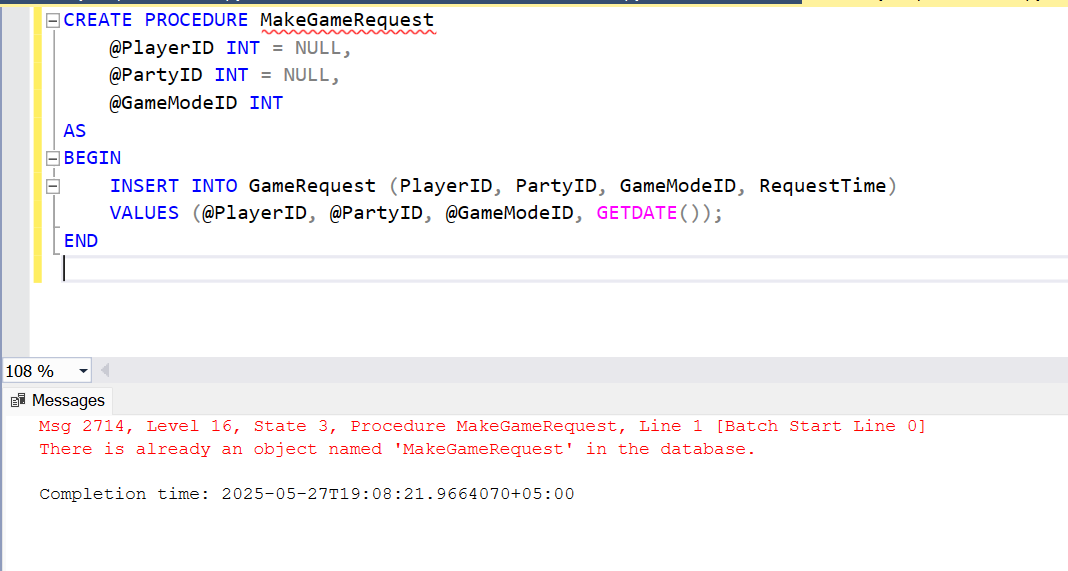 CREATE PROCEDURE MakeGameRequest
@PlayerID INT = NULL,
@PartyID INT = NULL,
@GameModeID INT
AS
BEGIN
INSERT INTO GameRequest (PlayerID, PartyID, GameModeID, RequestTime)
VALUES (@PlayerID, @PartyID, @GameModeID, GETDATE());
END
108 %
Messages
Msg 2714, Level 16, State 3, Procedure MakeGameRequest, Line 1 [Batch Start Line 0]
There is already an object named 'MakeGameRequest' in the database.
Completion time: 2025-05-27T19:08:21.9664070+05:00